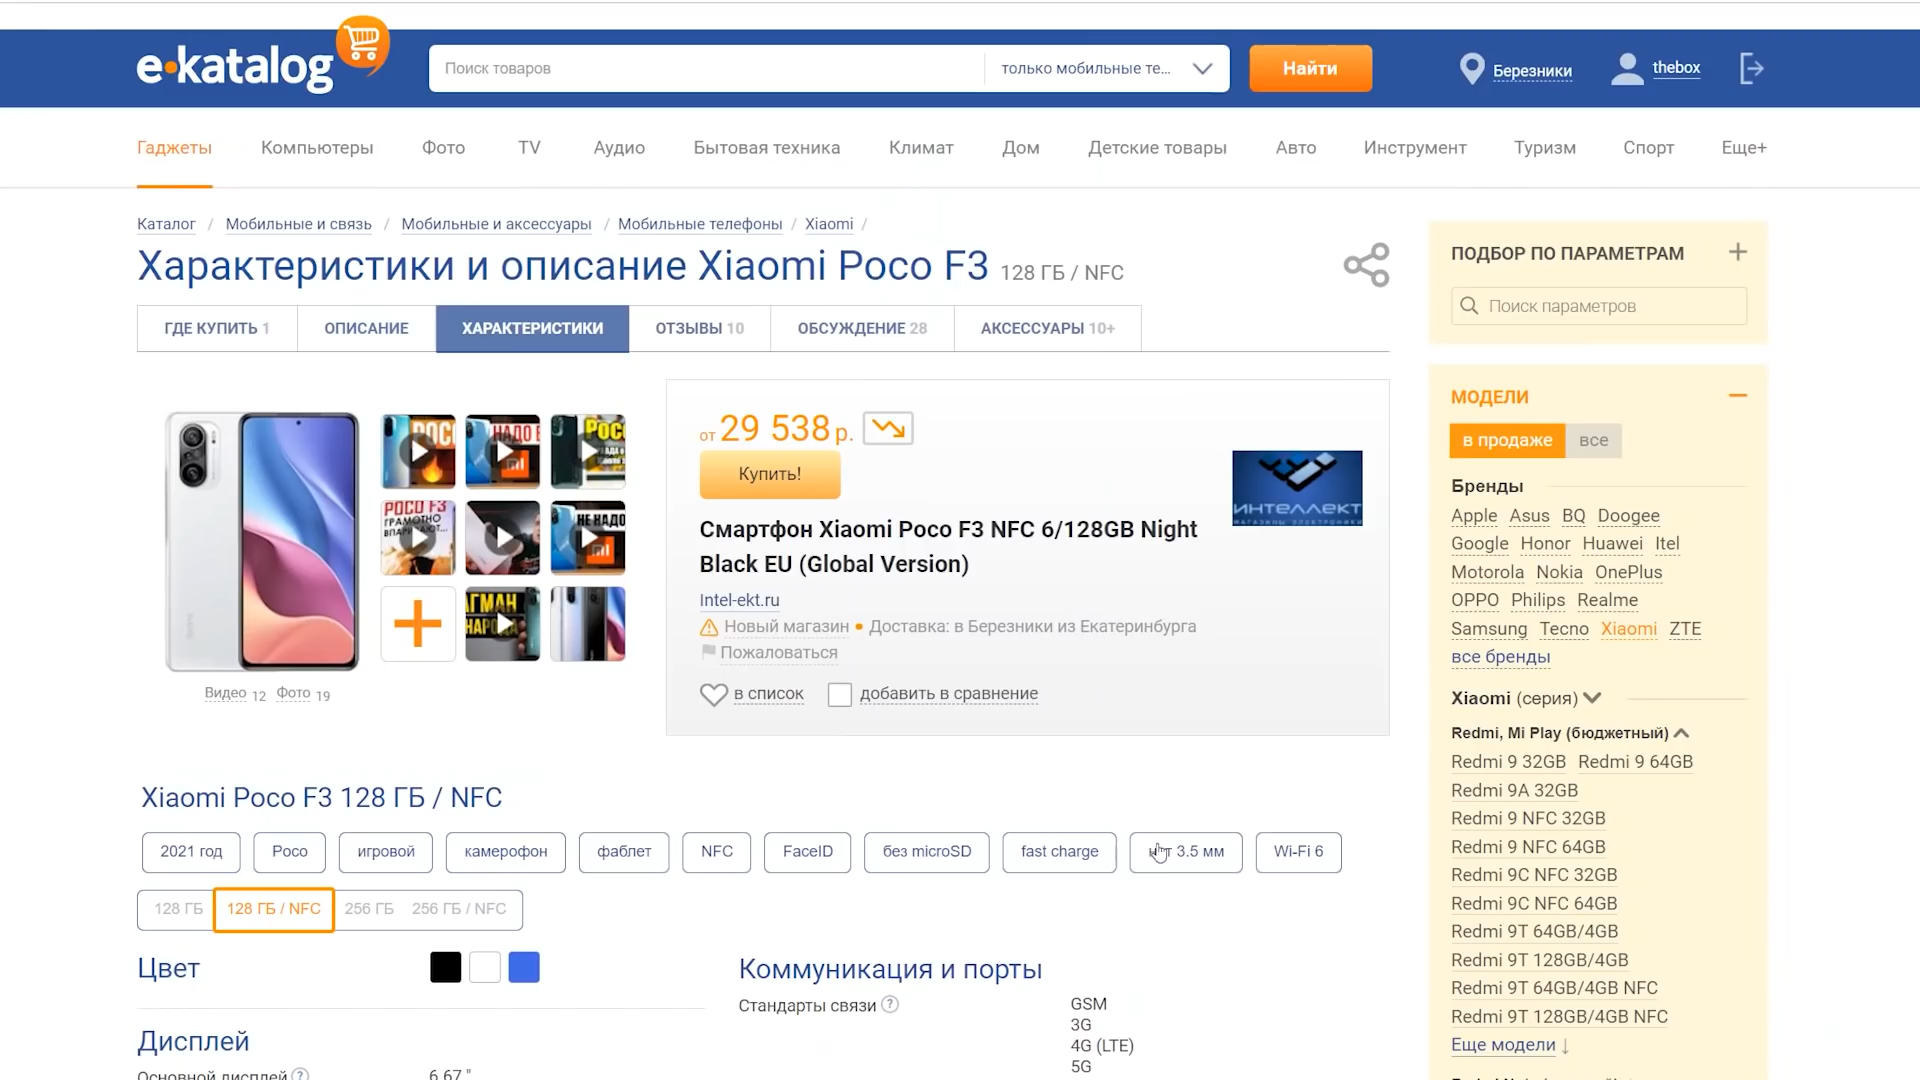 e·katalog
Поиск товаров
только мобильные те...
Найти
Березники
thebox
Гаджеты Компьютеры Фото TV Аудио Бытовая техника Климат Дом Детские товары Авто Инструмент Туризм Спорт Еще+
Каталог / Мобильные и связь / Мобильные и аксессуары / Мобильные телефоны / Xiaomi /
Характеристики и описание Xiaomi Poco F3 128 ГБ / NFC
ГДЕ КУПИТЬ 1 ОПИСАНИЕ ХАРАКТЕРИСТИКИ ОТЗЫВЫ 10 ОБСУЖДЕНИЕ 28 АКСЕССУАРЫ 10+
POCO F3
ГРАМОТНО
НЕ НАДО
Видео 12 Фото 19
от 29 538 р.
Купить!
ИНТЕЛЛЕКТ
МАГАЗИНЫ ЭЛЕКТРОНИКИ
Смартфон Xiaomi Poco F3 NFC 6/128GB Night
Black EU (Global Version)
Intel-ekt.ru
Новый магазин • Доставка: в Березники из Екатеринбурга
Пожаловаться
в список добавить в сравнение
Xiaomi Poco F3 128 ГБ / NFC
2021 год Poco игровой камерофон фаблет NFC FaceID без microSD fast charge 3.5 мм Wi-Fi 6
128 ГБ 128 ГБ / NFC 256 ГБ 256 ГБ / NFC
Цвет
Дисплей
Основной дисплей ? 6.67 "
Коммуникация и порты
Стандарты связи ? GSM
3G
4G (LTE)
5G
ПОДБОР ПО ПАРАМЕТРАМ +
Поиск параметров
МОДЕЛИ
в продаже все
Бренды
Apple Asus BQ Doogee
Google Honor Huawei Itel
Motorola Nokia OnePlus
OPPO Philips Realme
Samsung Tecno Xiaomi ZTE
все бренды
Xiaomi (серия)
Redmi, Mi Play (бюджетный)
Redmi 9 32GB Redmi 9 64GB
Redmi 9A 32GB
Redmi 9 NFC 32GB
Redmi 9 NFC 64GB
Redmi 9C NFC 32GB
Redmi 9C NFC 64GB
Redmi 9T 64GB/4GB
Redmi 9T 128GB/4GB
Redmi 9T 64GB/4GB NFC
Redmi 9T 128GB/4GB NFC
Еще модели ↓